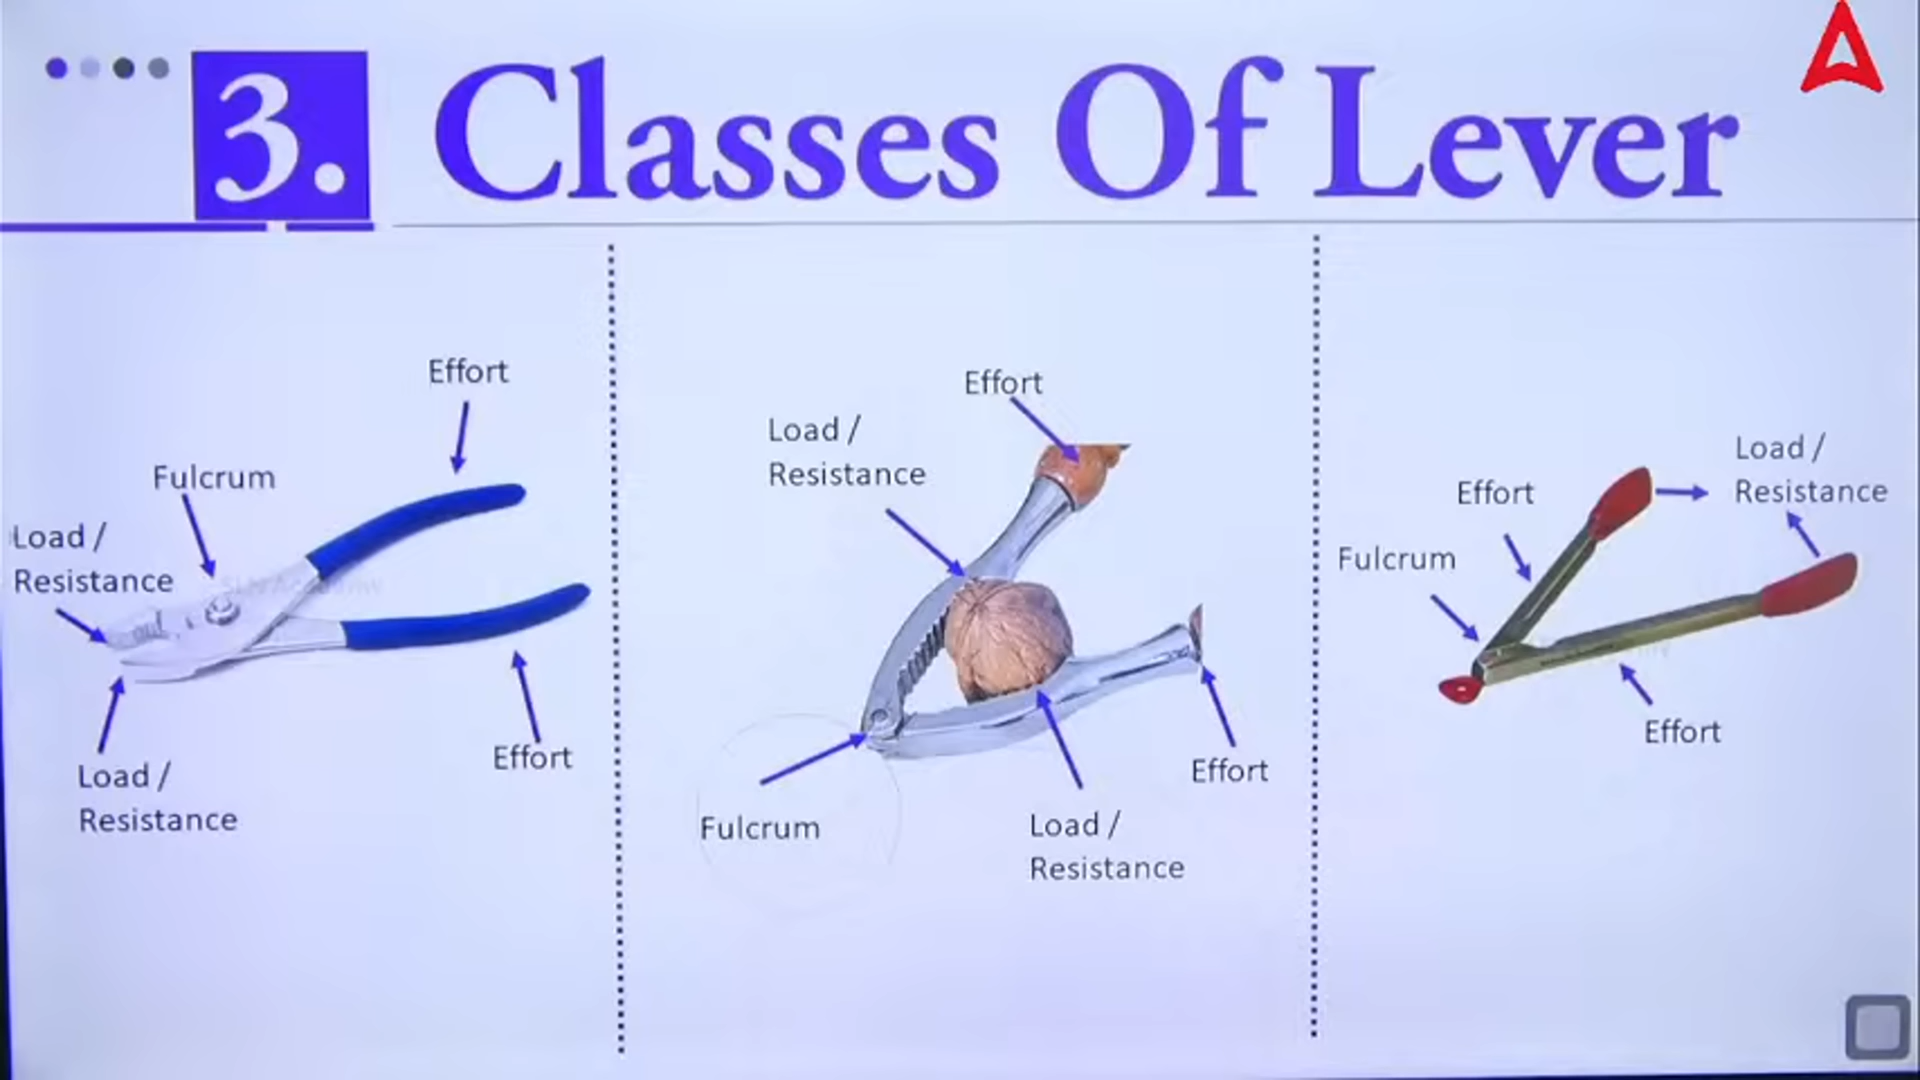 3. Classes Of Lever
Effort
Fulcrum
Load /
Resistance
Load /
Resistance
Effort
Effort
Load /
Resistance
Fulcrum
Load /
Resistance
Effort
Load /
Resistance
Effort
Fulcrum
Effort